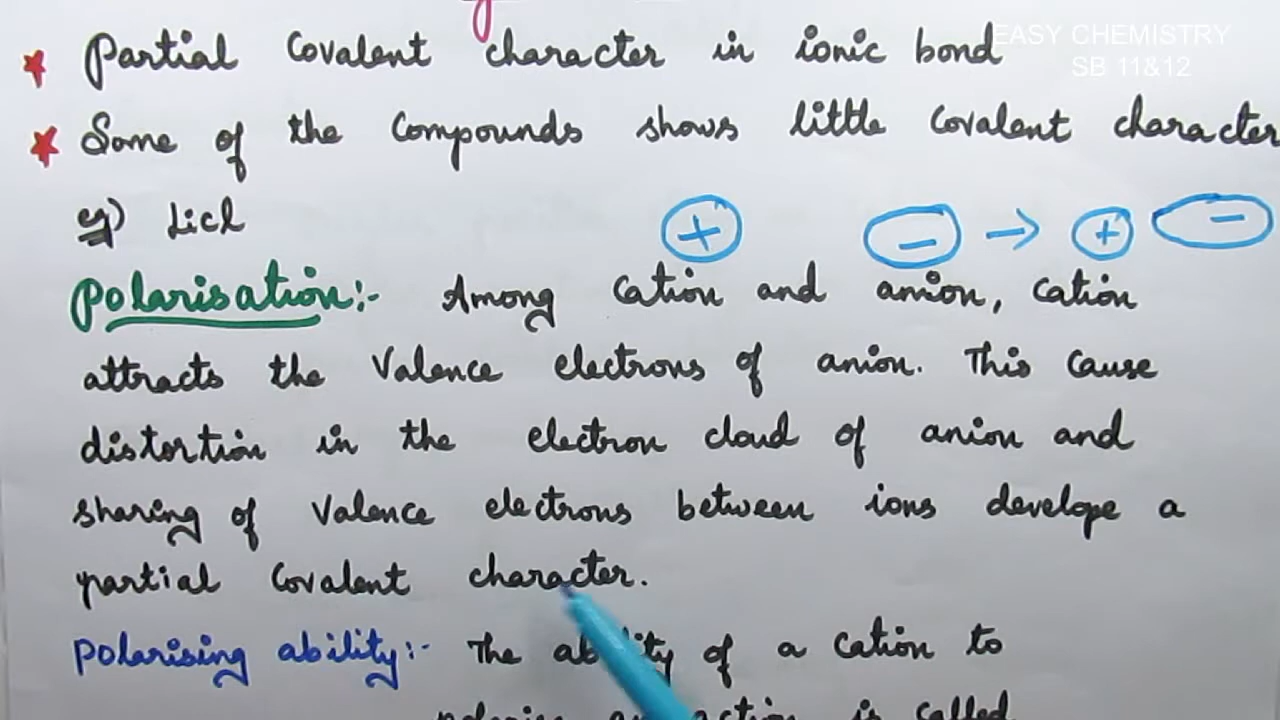 EASY CHEMISTRY
SB 11&12
Partial Covalent character in ionic bond
Some of the Compounds shows little Covalent character
eg) Licl
+ - → + -
Polarisation:- Among Cation and anion, Cation
attracts the Valence electrons of anion. This Cause
distortion in the electron cloud of anion and
sharing of Valence electrons between ions develope a
partial Covalent character.
Polarising ability:- The ability of a Cation to
is called